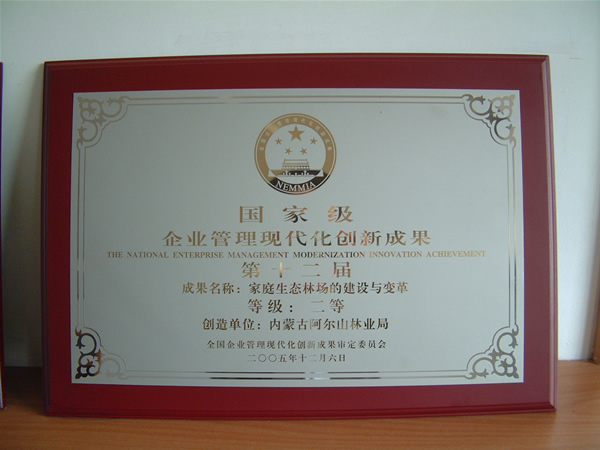 NEMMIA
国家级
企业管理现代化创新成果
THE NATIONAL ENTERPRISE MANAGEMENT MODERNIZATION INNOVATION ACHIEVEMENT
第十二届
成果名称：家庭生态林场的建设与变革
等级：二等
创造单位：内蒙古阿尔山林业局
全国企业管理现代化创新成果审定委员会
二〇〇五年十二月六日